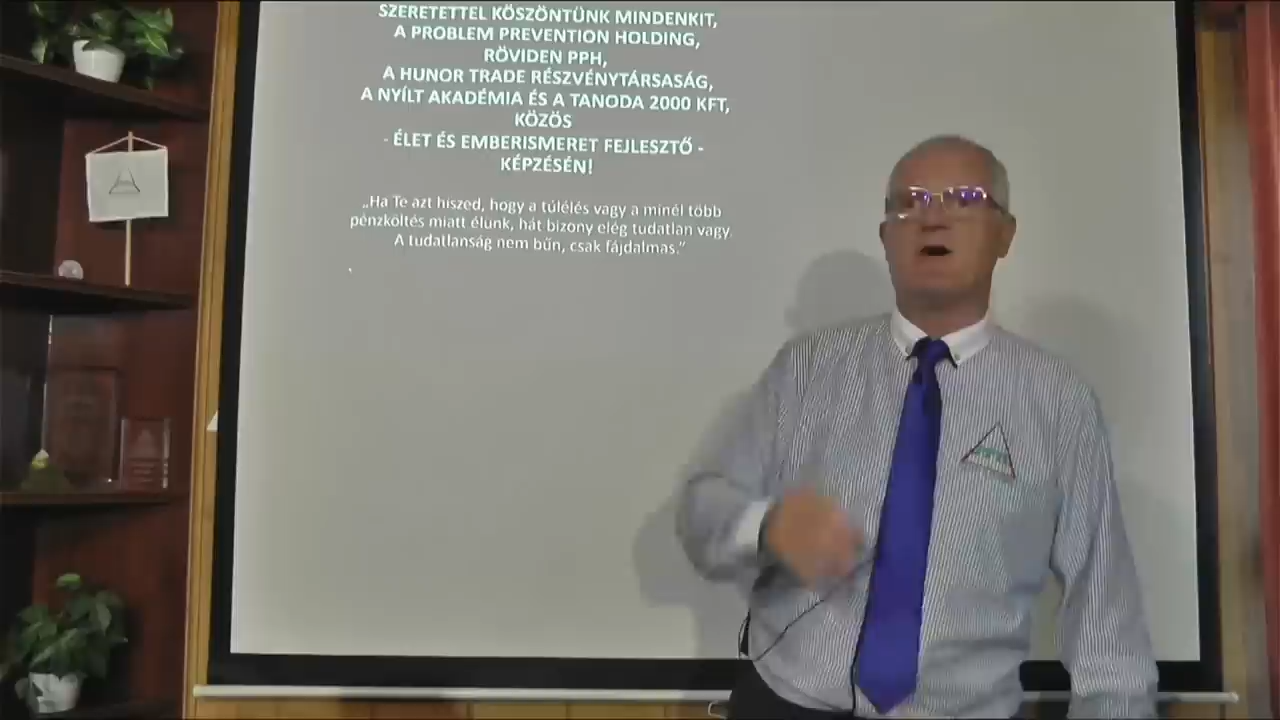 SZERETETTEL KÖSZÖNTÜNK MINDENKIT,
A PROBLEM PREVENTION HOLDING,
RÖVIDEN PPH,
A HUNOR TRADE RÉSZVÉNYTÁRSASÁG,
A NYÍLT AKADÉMIA ÉS A TANODA 2000 KFT,
KÖZÖS
- ÉLET ÉS EMBERISMERET FEJLESZTŐ -
KÉPZÉSÉN!
„Ha Te azt hiszed, hogy a túlélés vagy a minél több
pénzköltés miatt élünk, hát bizony elég tudatlan vagy.
A tudatlanság nem bűn, csak fájdalmas.”